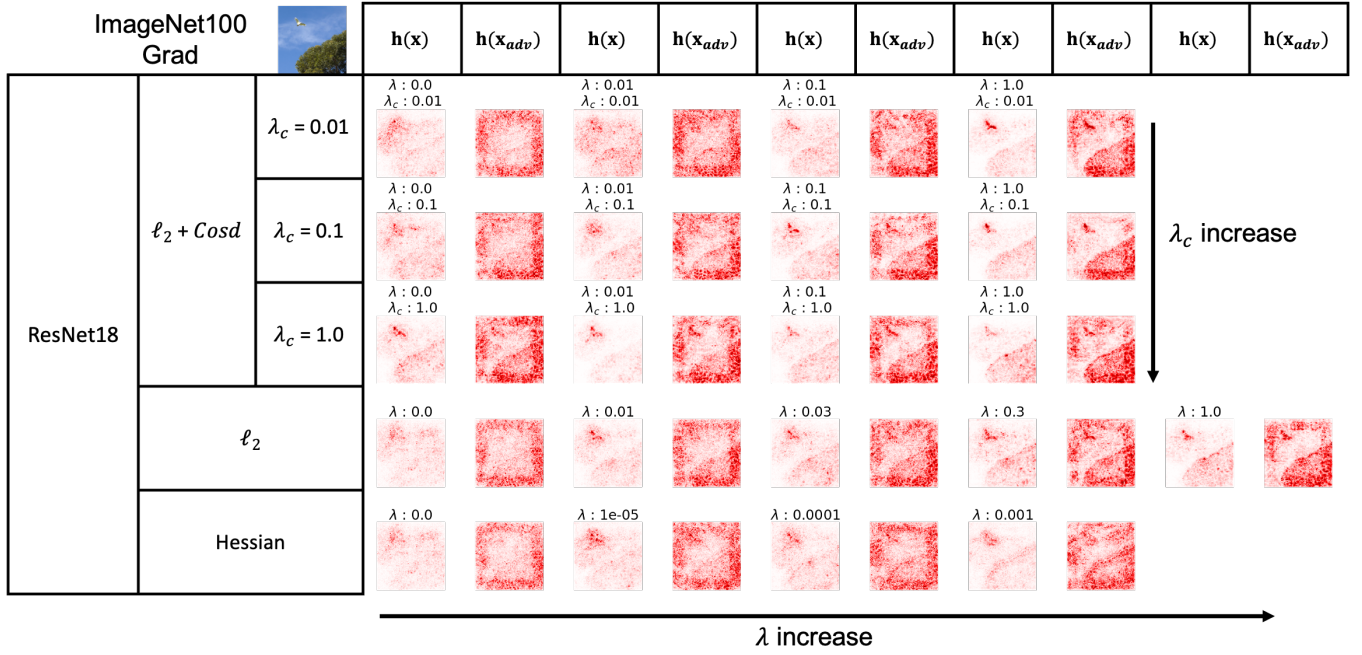 ImageNet100
Grad
h(x) h(x_adv) h(x) h(x_adv) h(x) h(x_adv) h(x) h(x_adv) h(x) h(x_adv)
ResNet18
ℓ₂ + Cosd
λ_c = 0.01
λ : 0.0 λ : 0.01 λ : 0.1 λ : 1.0
λ_c : 0.01 λ_c : 0.01 λ_c : 0.01 λ_c : 0.01
λ_c = 0.1
λ : 0.0 λ : 0.01 λ : 0.1 λ : 1.0
λ_c : 0.1 λ_c : 0.1 λ_c : 0.1 λ_c : 0.1
λ_c increase
λ_c = 1.0
λ : 0.0 λ : 0.01 λ : 0.1 λ : 1.0
λ_c : 1.0 λ_c : 1.0 λ_c : 1.0 λ_c : 1.0
ℓ₂
λ : 0.0 λ : 0.01 λ : 0.03 λ : 0.3 λ : 1.0
Hessian
λ : 0.0 λ : 1e-05 λ : 0.0001 λ : 0.001
λ increase